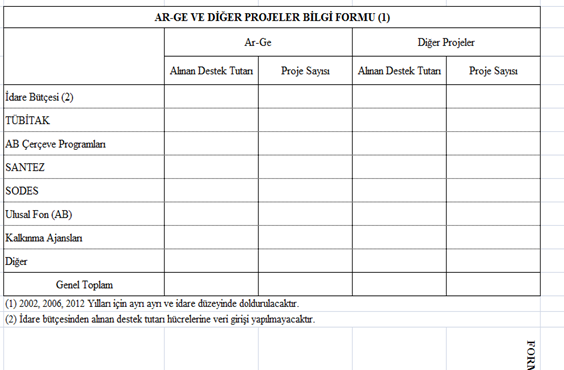 AR-GE VE DİĞER PROJELER BİLGİ FORMU (1)
Ar-Ge Diğer Projeler
Alınan Destek Tutarı Proje Sayısı Alınan Destek Tutarı Proje Sayısı
İdare Bütçesi (2)
TÜBİTAK
AB Çerçeve Programları
SANTEZ
SODES
Ulusal Fon (AB)
Kalkınma Ajansları
Diğer
Genel Toplam
(1) 2002, 2006, 2012 Yılları için ayrı ayrı ve idare düzeyinde doldurulacaktır.
(2) İdare bütçesinden alınan destek tutarı hücrelerine veri girişi yapılmayacaktır.